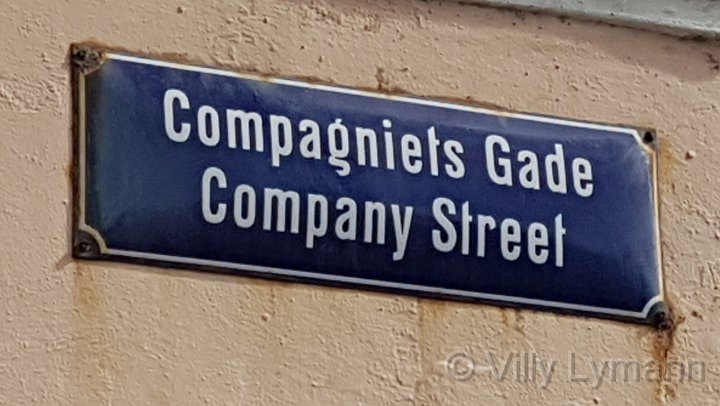 Compagniets Gade
Company Street
© Villy Lymann